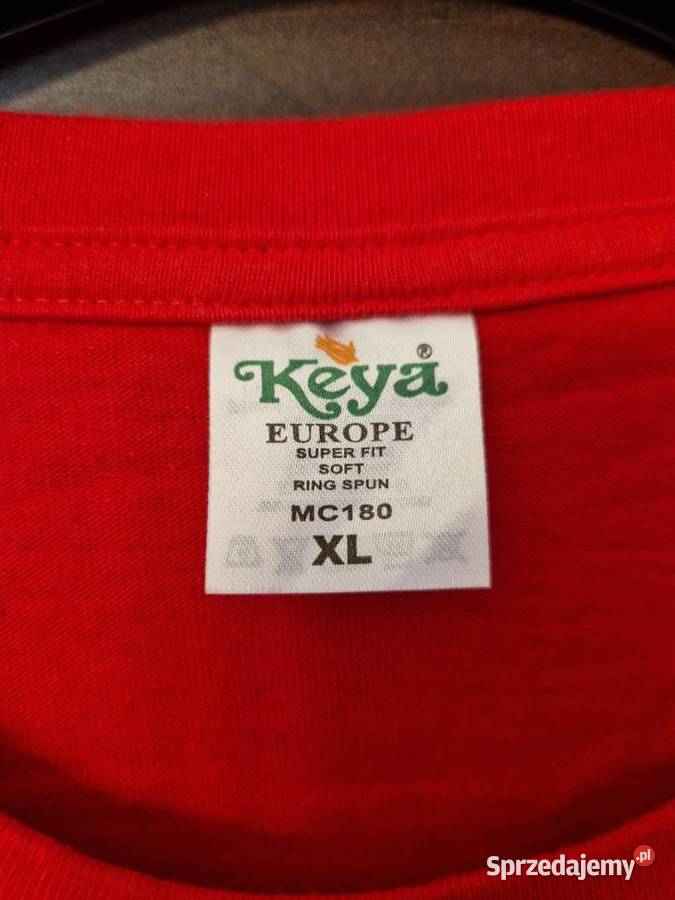 Keya®
EUROPE
SUPER FIT
SOFT
RING SPUN
MC180
XL
Sprzedajemy.pl